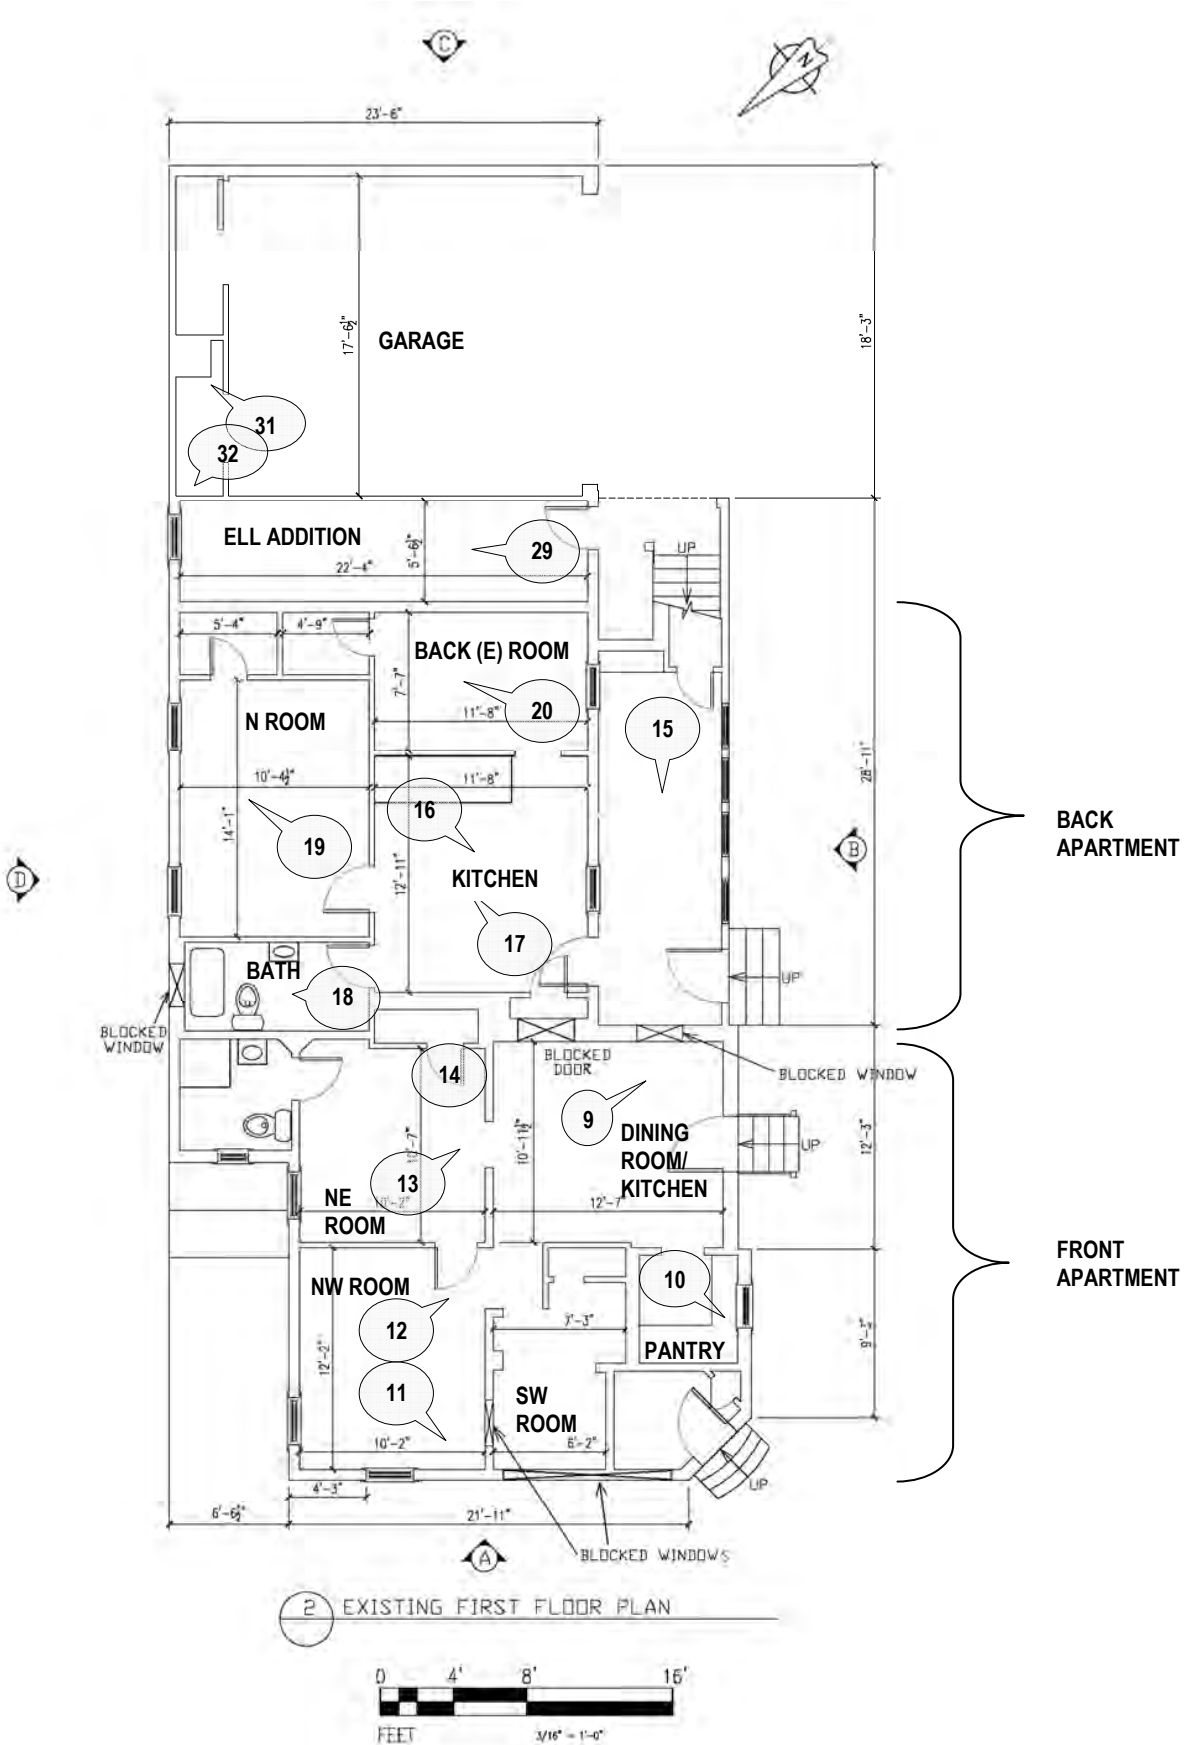 C
N
23'-6"
17'-6½"
GARAGE
18'-3"
31
32
ELL ADDITION
5'-6½"
29
22'-4"
UP
5'-4"
4'-9"
BACK (E) ROOM
7'-7"
11'-8"
20
15
N ROOM
10'-4½"
11'-8"
28'-11"
16
14'-1"
19
12'-11"
KITCHEN
BACK
APARTMENT
B
D
17
BATH
18
UP
BLOCKED
WINDOW
BLOCKED
DOOR
BLOCKED WINDOW
14
9
DINING
ROOM/
KITCHEN
10'-7"
10'-11½"
UP
12'-3"
13
10'-2"
12'-7"
NE
ROOM
FRONT
APARTMENT
NW ROOM
10
12
7'-3"
PANTRY
12'-2"
11
SW
ROOM
10'-2"
6'-2"
UP
4'-3"
6'-6½"
21'-11"
A
BLOCKED WINDOWS
2 EXISTING FIRST FLOOR PLAN
0 4' 8' 16'
FEET 3/16" = 1'-0"